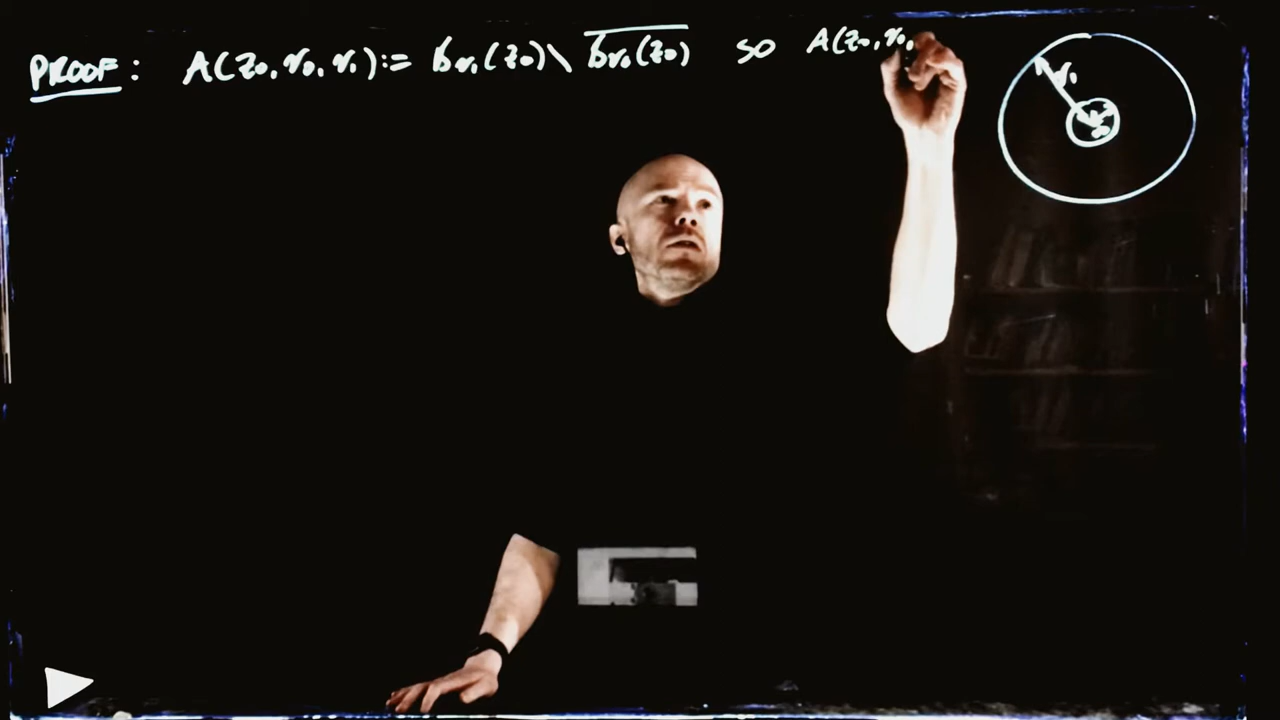 PROOF: A(z₀, r₀, r₁) := b_{r₁}(z₀) \ \overline{b_{r₀}(z₀)} so A(z₀, r₀,
r₁